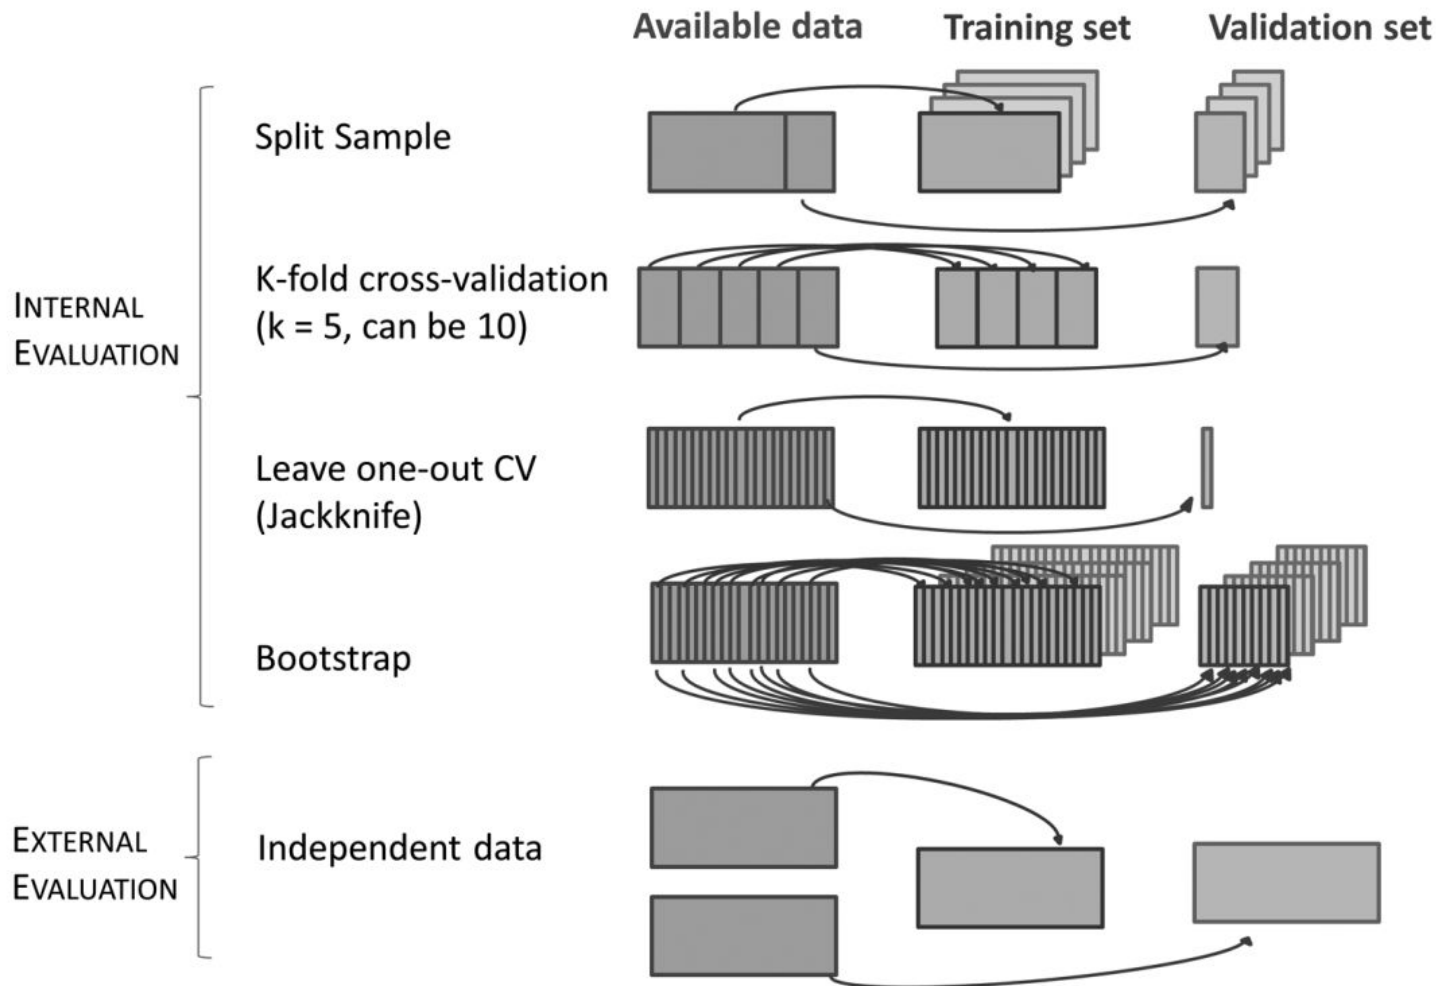 Available data
Training set
Validation set
INTERNAL
EVALUATION
Split Sample
K-fold cross-validation
(k = 5, can be 10)
Leave one-out CV
(Jackknife)
Bootstrap
EXTERNAL
EVALUATION
Independent data